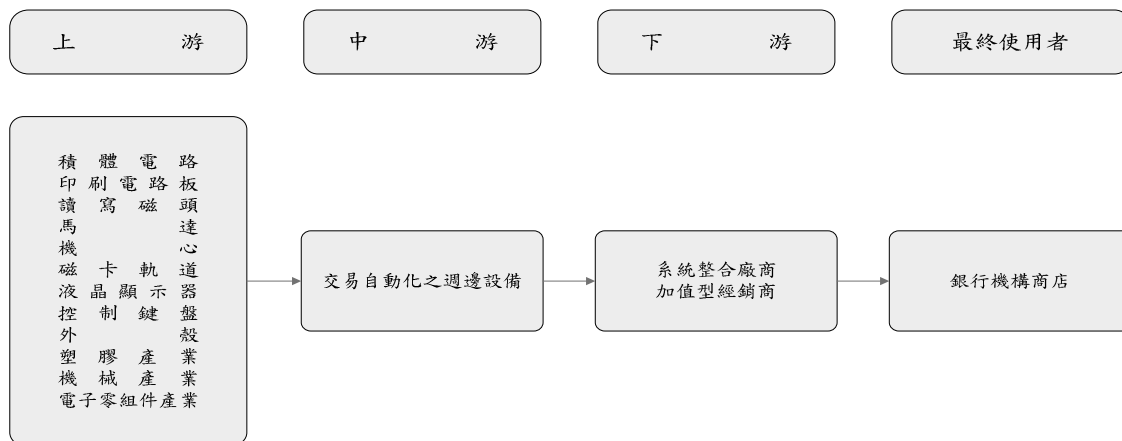 上游
中游
下游
最終使用者
積體電路
印刷電路板
讀寫磁頭
馬達
機心
磁卡軌道
液晶顯示器
控制鍵盤
外殼
塑膠產業
機械產業
電子零組件產業
交易自動化之週邊設備
系統整合廠商
加值型經銷商
銀行機構商店